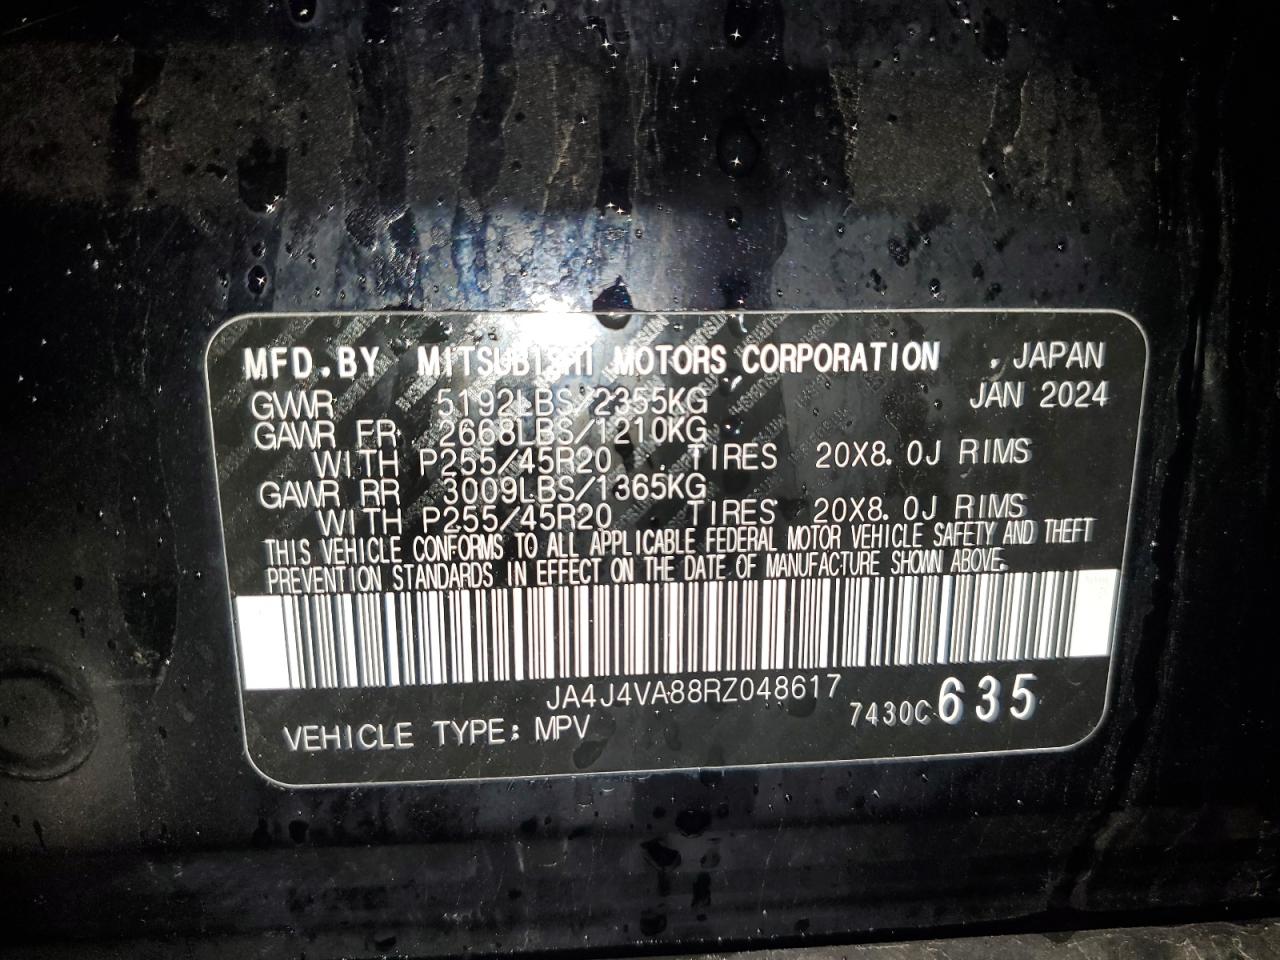 MFD.BY MITSUBISHI MOTORS CORPORATION , JAPAN
GVWR 5192LBS/2355KG JAN 2024
GAWR FR 2668LBS/1210KG
WITH P255/45R20 . TIRES 20X8.0J RIMS
GAWR RR 3009LBS/1365KG
WITH P255/45R20 TIRES 20X8.0J RIMS
THIS VEHICLE CONFORMS TO ALL APPLICABLE FEDERAL MOTOR VEHICLE SAFETY AND THEFT
PREVENTION STANDARDS IN EFFECT ON THE DATE OF MANUFACTURE SHOWN ABOVE.
JA4J4VA88RZ048617
7430C635
VEHICLE TYPE: MPV